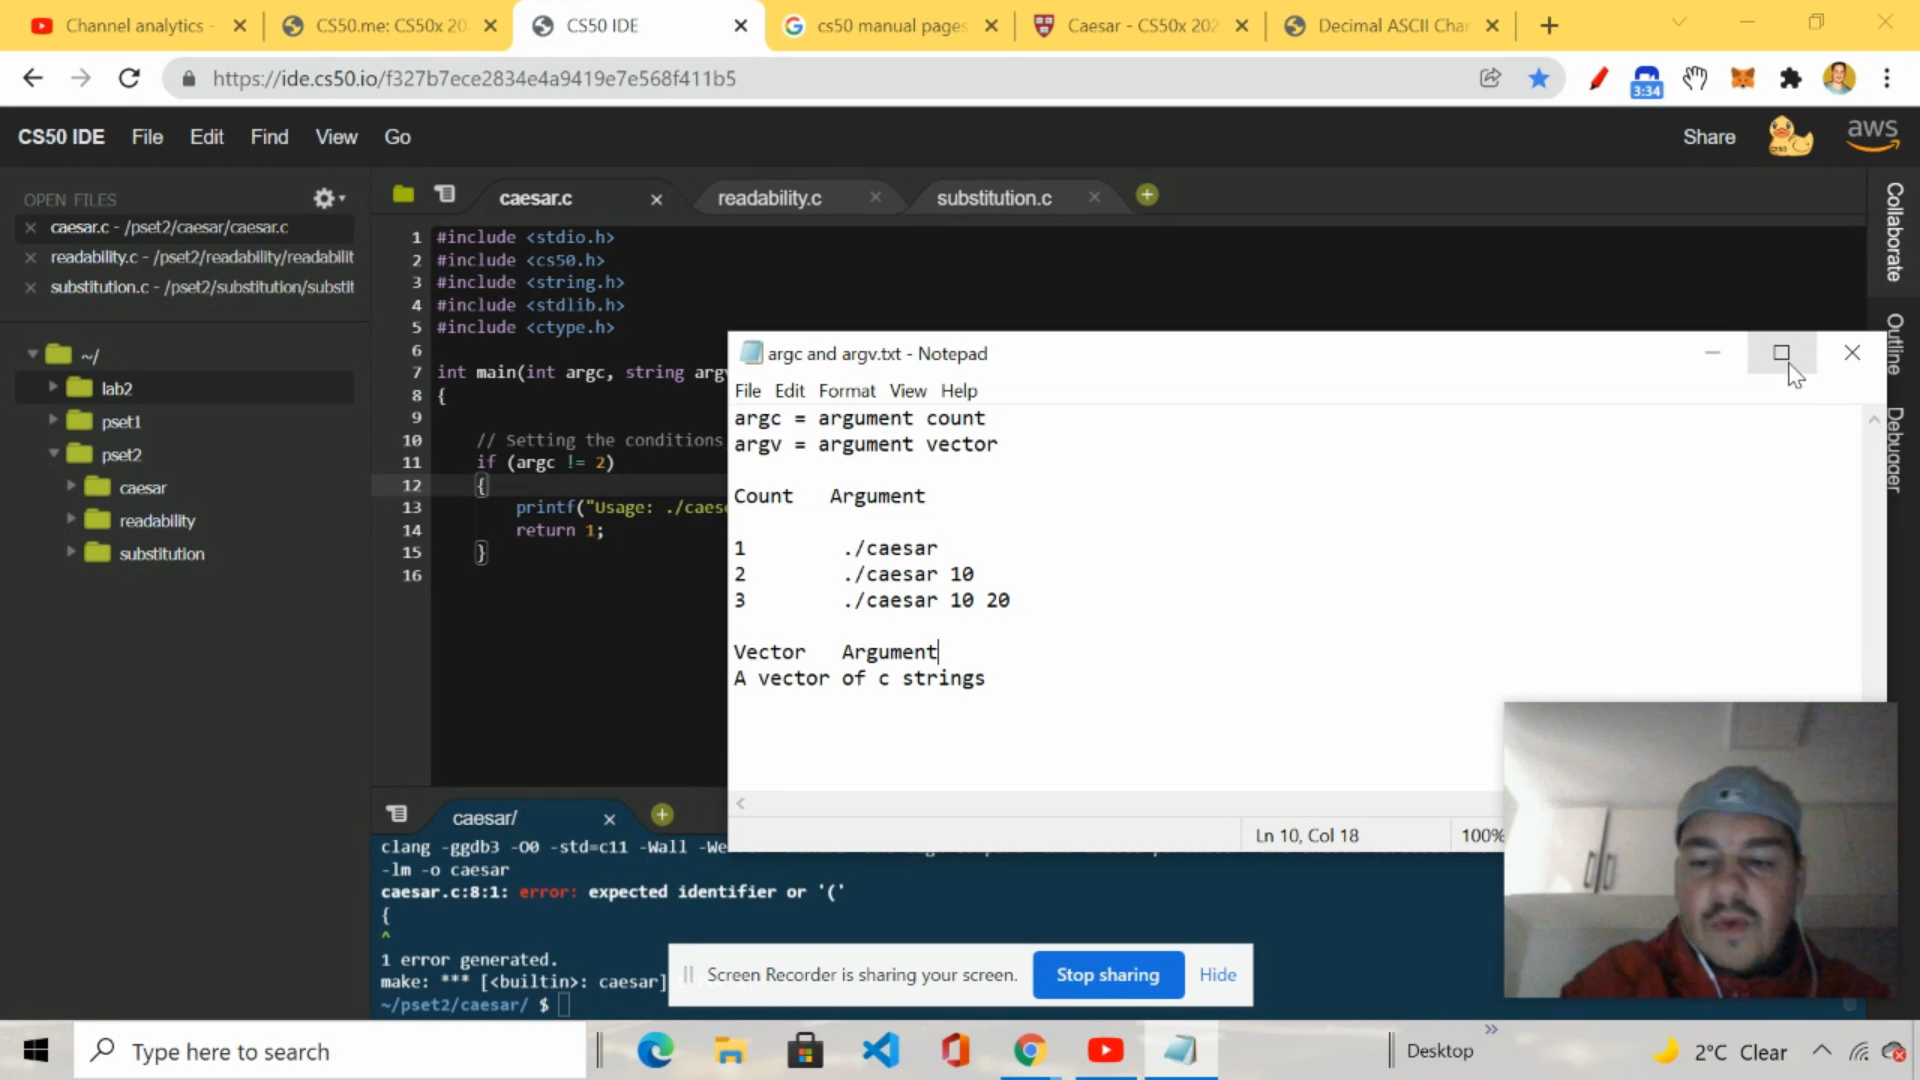 Channel analytics -
CS50.me: CS50x 20
CS50 IDE
cs50 manual pages
Caesar - CS50x 202
Decimal ASCII Char
https://ide.cs50.io/f327b7ece2834e4a9419e7e568f411b5
3:34
CS50 IDE File Edit Find View Go
Share
aws
OPEN FILES
caesar.c - /pset2/caesar/caesar.c
readability.c - /pset2/readability/readabilit
substitution.c - /pset2/substitution/substit
~/
lab2
pset1
pset2
caesar
readability
substitution
caesar.c
readability.c
substitution.c
1 #include <stdio.h>
2 #include <cs50.h>
3 #include <string.h>
4 #include <stdlib.h>
5 #include <ctype.h>
6
7 int main(int argc, string arg
8 {
9
10 // Setting the conditions
11 if (argc != 2)
12 {
13 printf("Usage: ./caes
14 return 1;
15 }
16
Collaborate
Outline
Debugger
argc and argv.txt - Notepad
File Edit Format View Help
argc = argument count
argv = argument vector
Count Argument
1 ./caesar
2 ./caesar 10
3 ./caesar 10 20
Vector Argument
A vector of c strings
Ln 10, Col 18
100%
caesar/
clang -ggdb3 -O0 -std=c11 -Wall -We
-lm -o caesar
caesar.c:8:1: error: expected identifier or '('
{
^
1 error generated.
make: *** [<builtin>: caesar]
~/pset2/caesar/ $
Screen Recorder is sharing your screen.
Stop sharing
Hide
Type here to search
Desktop
2°C Clear